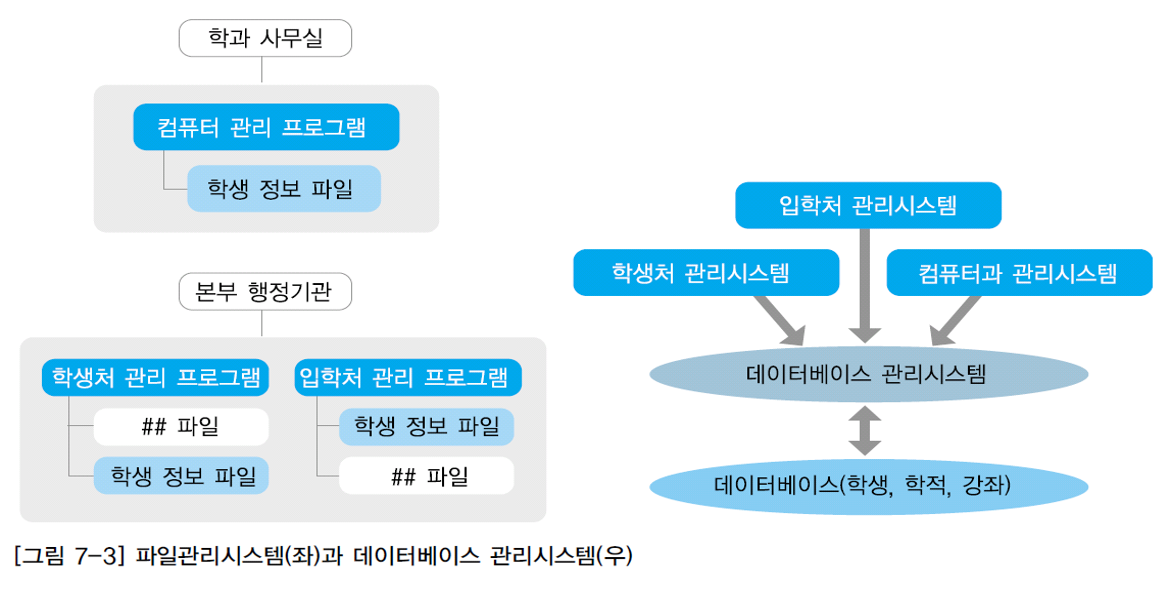 학과 사무실
컴퓨터 관리 프로그램
학생 정보 파일
본부 행정기관
학생처 관리 프로그램
## 파일
학생 정보 파일
입학처 관리 프로그램
학생 정보 파일
## 파일
입학처 관리시스템
학생처 관리시스템
컴퓨터과 관리시스템
데이터베이스 관리시스템
데이터베이스(학생, 학적, 강좌)
[그림 7-3] 파일관리시스템(좌)과 데이터베이스 관리시스템(우)